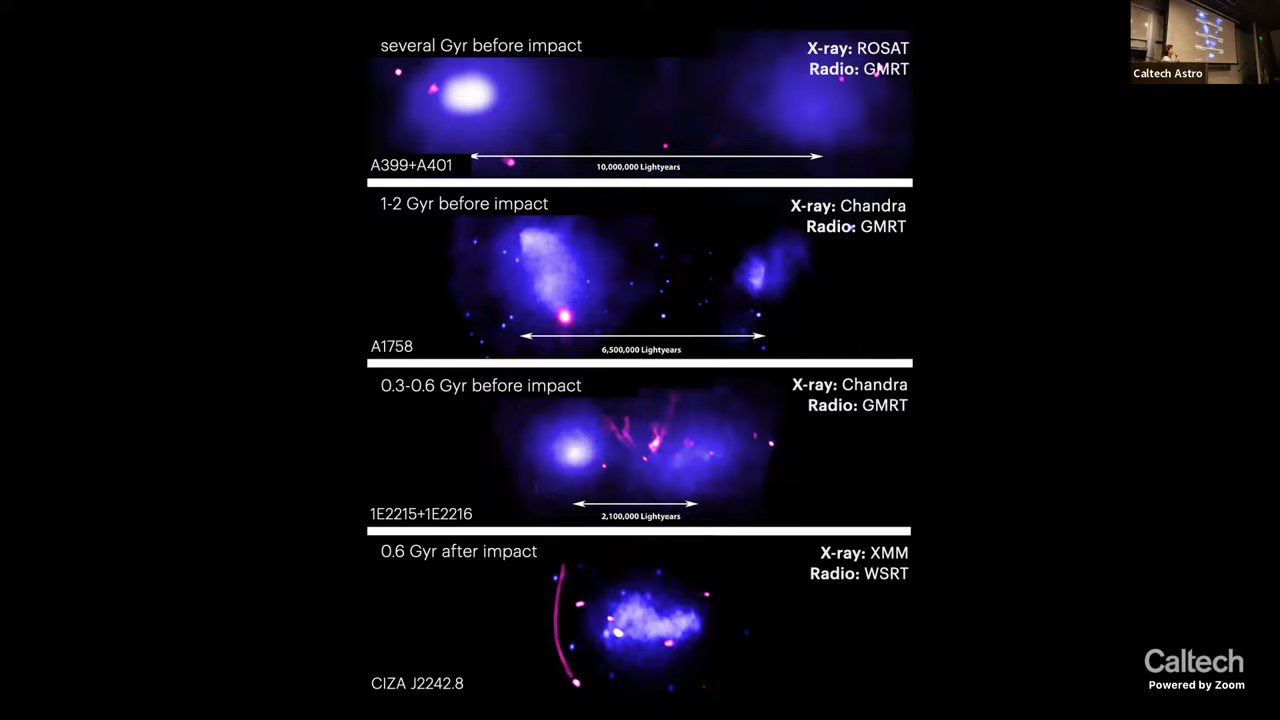 several Gyr before impact
X-ray: ROSAT
Radio: GMRT
A399+A401
10,000,000 Lightyears
1-2 Gyr before impact
X-ray: Chandra
Radio: GMRT
A1758
6,500,000 Lightyears
0.3-0.6 Gyr before impact
X-ray: Chandra
Radio: GMRT
1E2215+1E2216
2,100,000 Lightyears
0.6 Gyr after impact
X-ray: XMM
Radio: WSRT
CIZA J2242.8
Caltech Astro
Caltech
Powered by Zoom